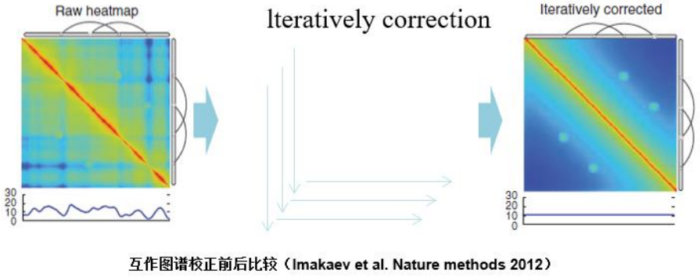 Raw heatmap
Iteratively correction
Iteratively corrected
30
20
10
0
30
20
10
0
互作图谱校正前后比较（Imakaev et al. Nature methods 2012）